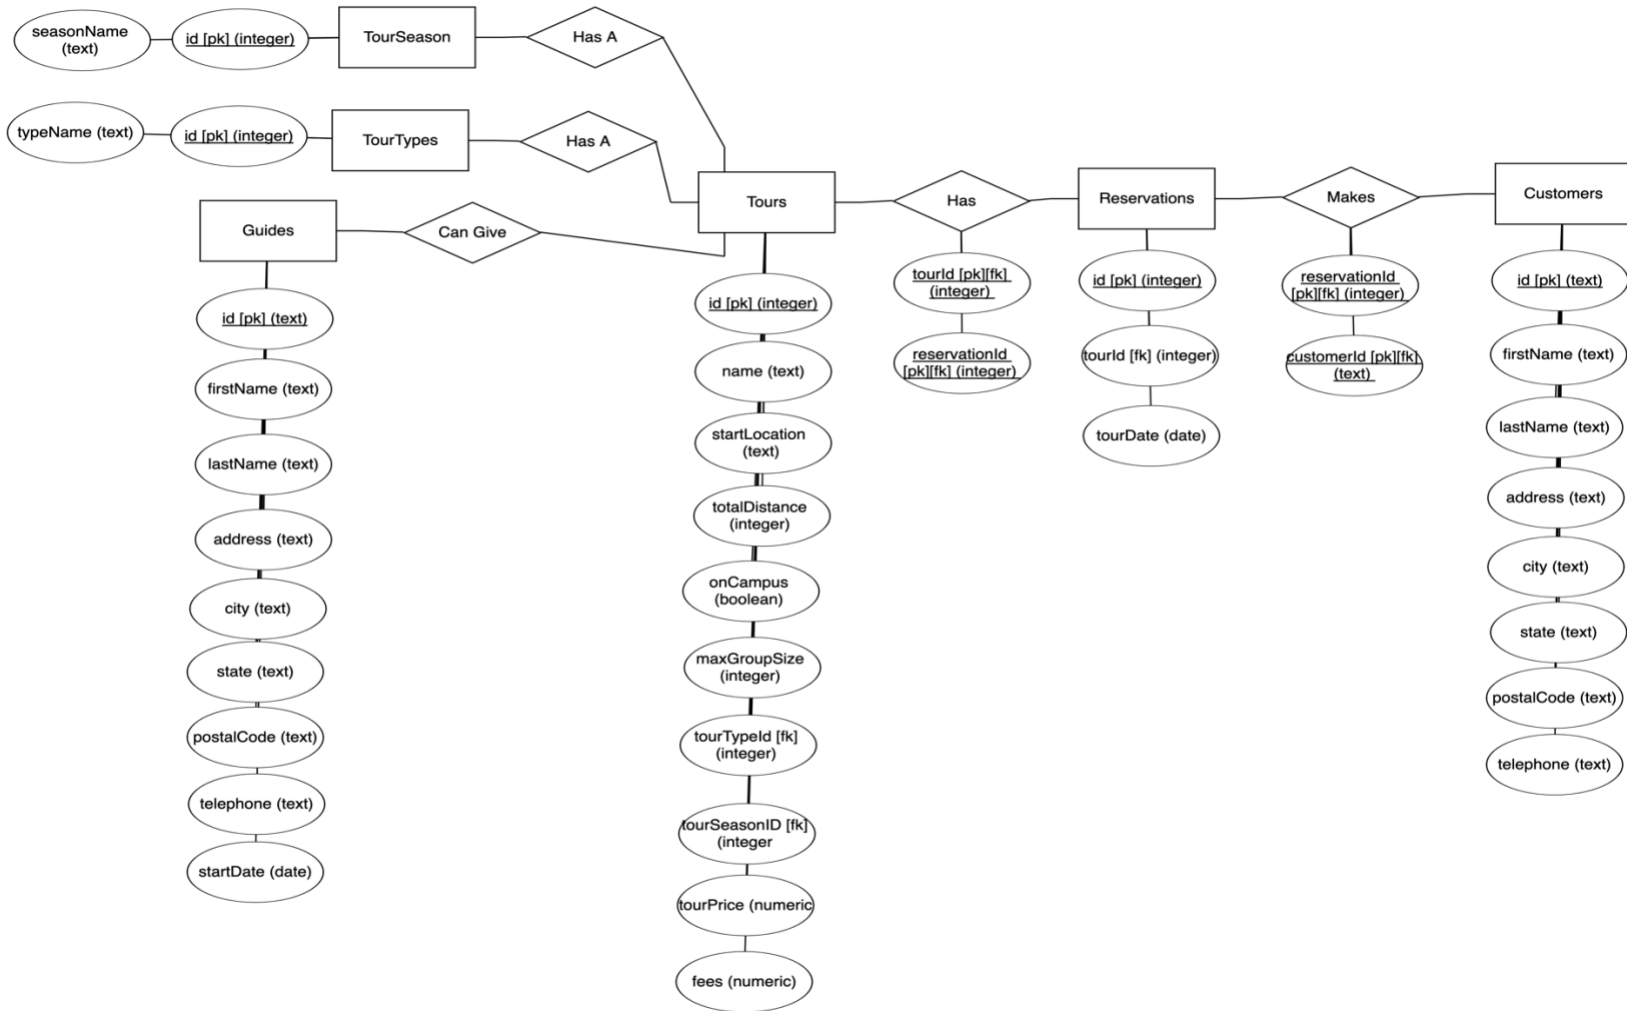 seasonName
(text)
id [pk] (integer)
TourSeason
Has A
typeName (text)
id [pk] (integer)
TourTypes
Has A
Guides
Can Give
Tours
Has
Reservations
Makes
Customers
id [pk] (text)
firstName (text)
lastName (text)
address (text)
city (text)
state (text)
postalCode (text)
telephone (text)
startDate (date)
id [pk] (integer)
name (text)
startLocation
(text)
totalDistance
(integer)
onCampus
(boolean)
maxGroupSize
(integer)
tourTypeId [fk]
(integer)
tourSeasonID [fk]
(integer
tourPrice (numeric
fees (numeric)
tourId [pk][fk]
(integer)
reservationId
[pk][fk] (integer)
id [pk] (integer)
tourId [fk] (integer)
tourDate (date)
reservationId
[pk][fk] (integer)
customerId [pk][fk]
(text)
id [pk] (text)
firstName (text)
lastName (text)
address (text)
city (text)
state (text)
postalCode (text)
telephone (text)